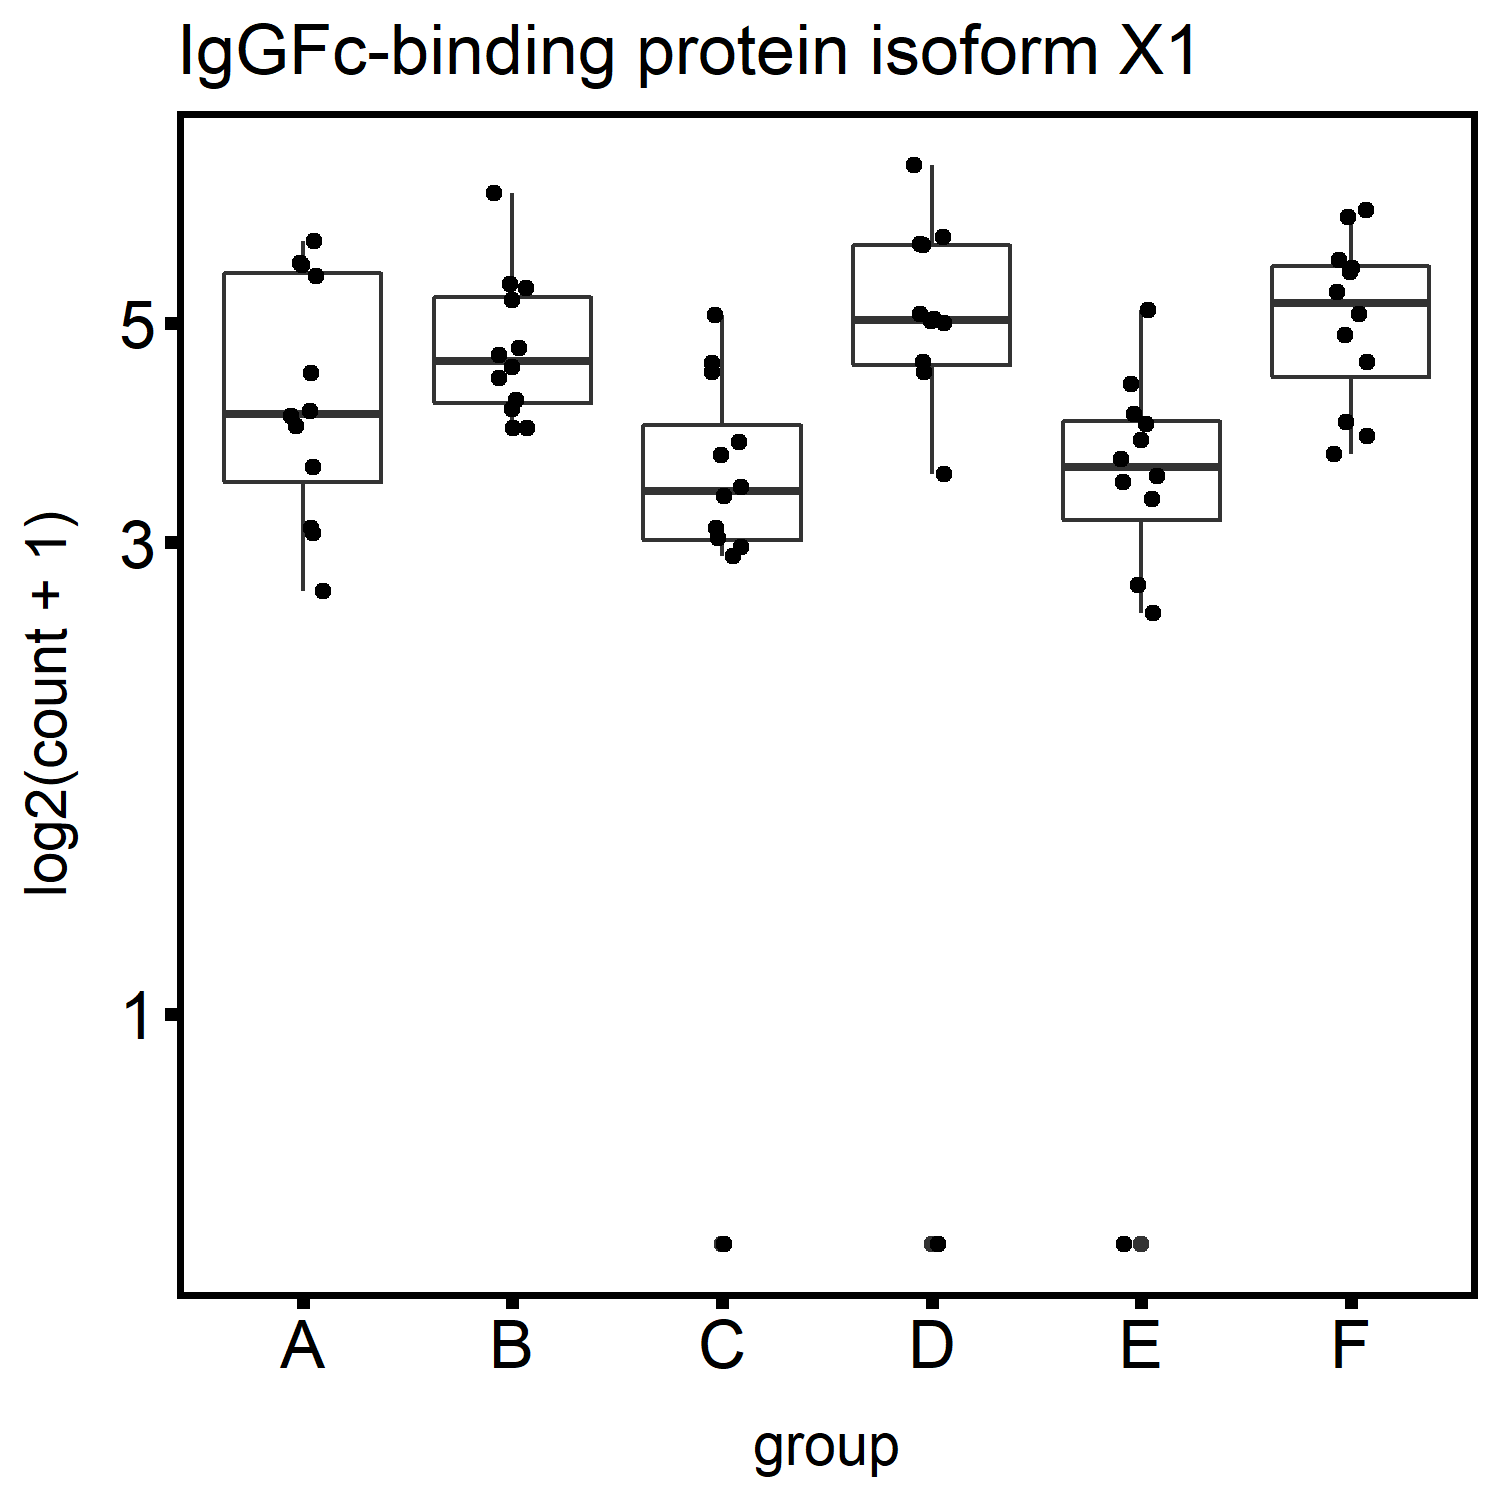 IgGFc-binding protein isoform X1
log2(count + 1)
5
3
1
A B C D E F
group